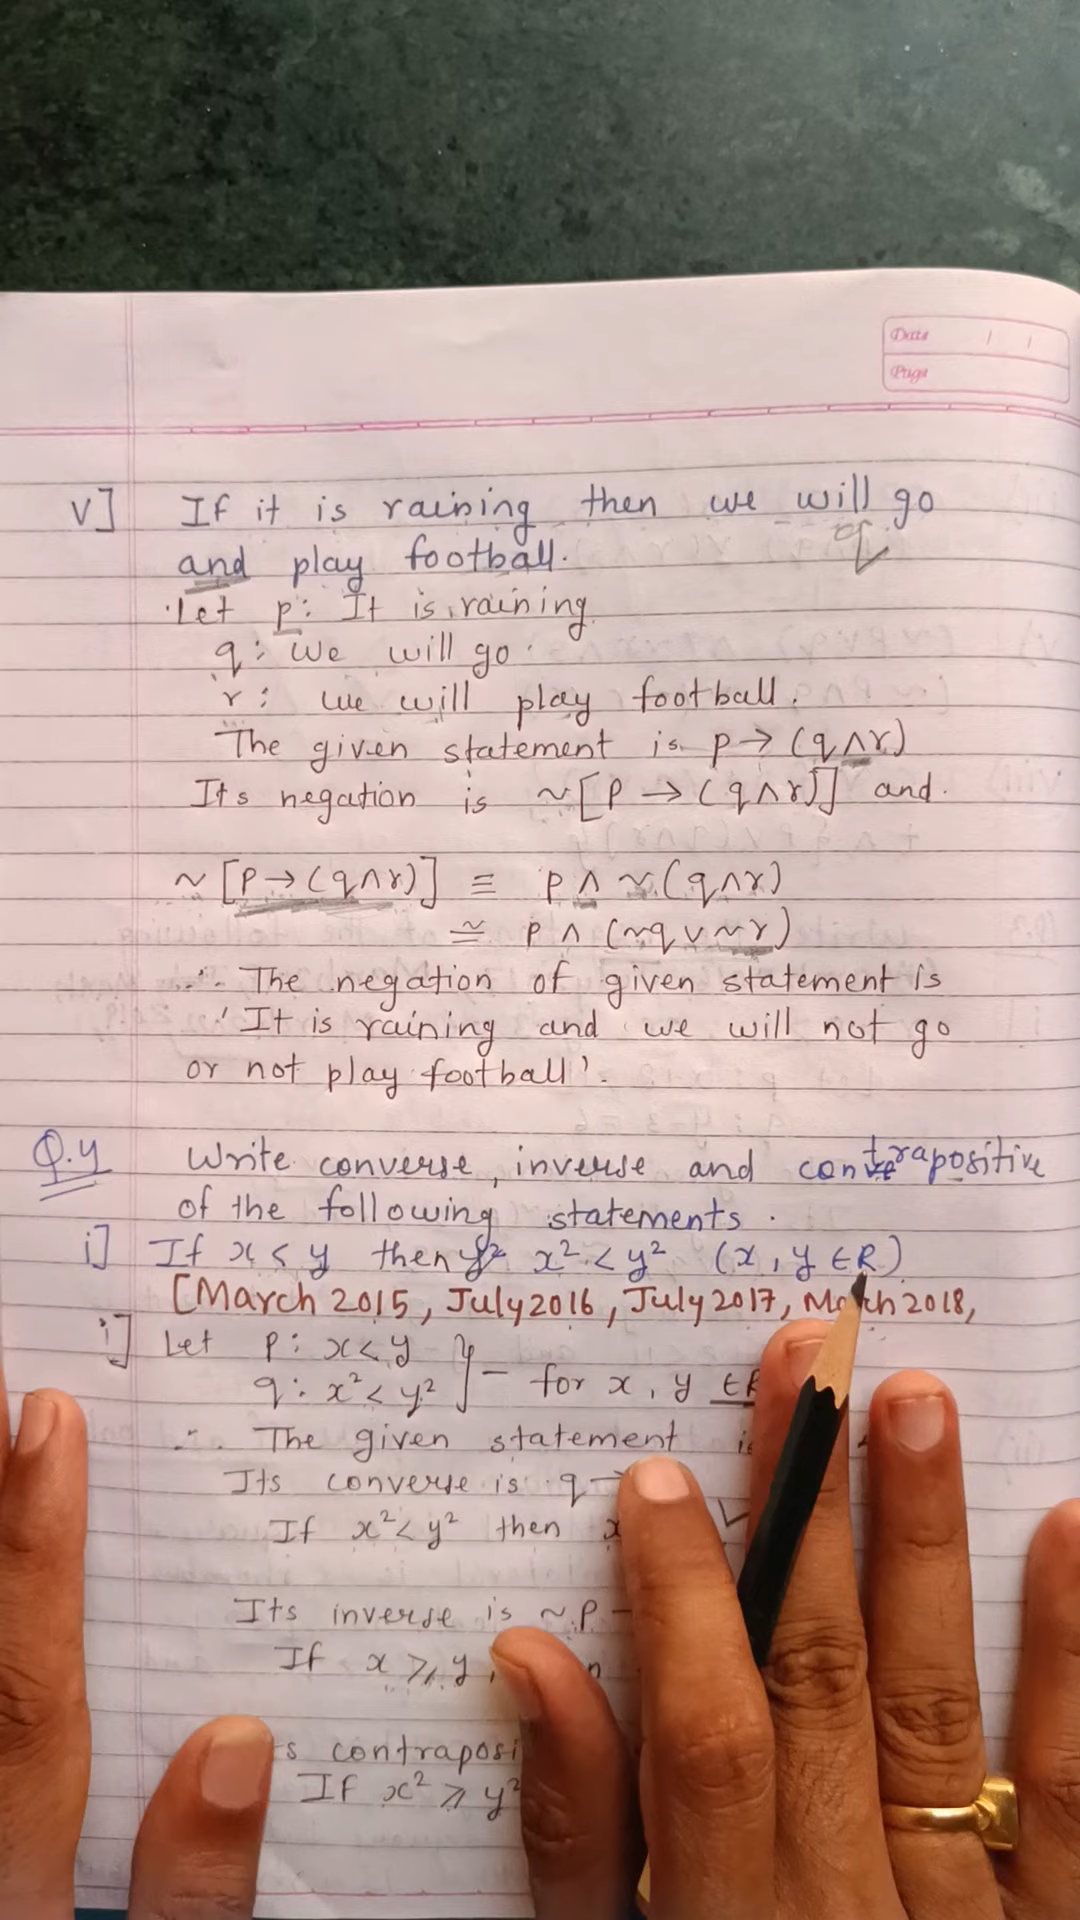 Date / /
Page
v] If it is raining then we will go
q
and play football.
Let p: It is raining
q: We will go.
r: we will play football.
The given statement is p → (q∧r)
Its negation is ~[p → (q∧r)] and.
~[p→(q∧r)] ≡ p ∧ ~(q∧r)
≅ p ∧ (~q ∨ ~r)
∴ The negation of given statement is
'It is raining and we will not go
or not play football'.
Q.4 Write converse, inverse and contrapositive
of the following statements.
i] If x < y then x² < y² (x, y ∈R)
[March 2015, July 2016, July 2017, March 2018,
i] Let p: x < y
q: x² < y² } - for x, y ∈R
∴ The given statement is
Its converse is q →
If x² < y² then x
Its inverse is ~p
If x ⩾ y,
contraposi
If x² ⩾ y²